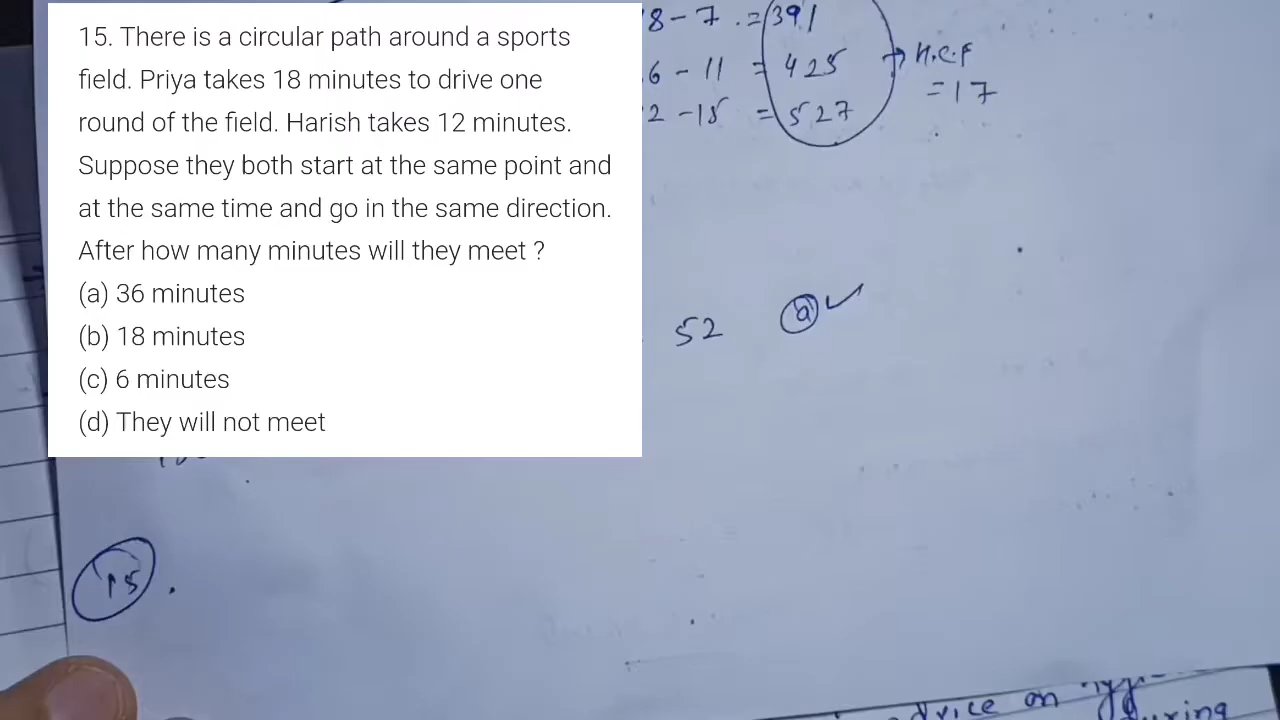 15. There is a circular path around a sports
field. Priya takes 18 minutes to drive one
round of the field. Harish takes 12 minutes.
Suppose they both start at the same point and
at the same time and go in the same direction.
After how many minutes will they meet ?
(a) 36 minutes
(b) 18 minutes
(c) 6 minutes
(d) They will not meet
8 - 7 . = 391
6 - 11 = 425 → H.C.F
= 17
2 - 15 = 527
52 (a) ✓
15 .
on